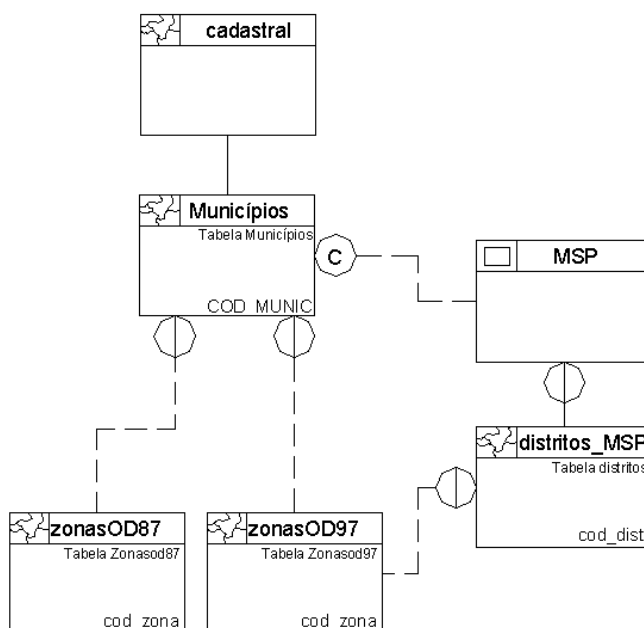 cadastral
Municípios
Tabela Municípios
C
COD_MUNIC
MSP
distritos_MSP
Tabela distritos
cod_dist
zonasOD87
Tabela Zonasod87
cod_zona
zonasOD97
Tabela Zonasod97
cod_zona